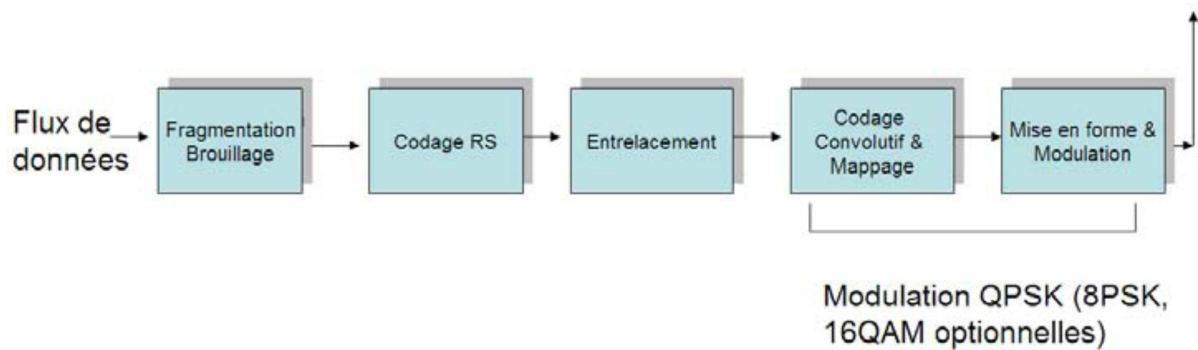 Flux de
données
Fragmentation
Brouillage
Codage RS
Entrelacement
Codage
Convolutif &
Mappage
Mise en forme &
Modulation
Modulation QPSK (8PSK,
16QAM optionnelles)